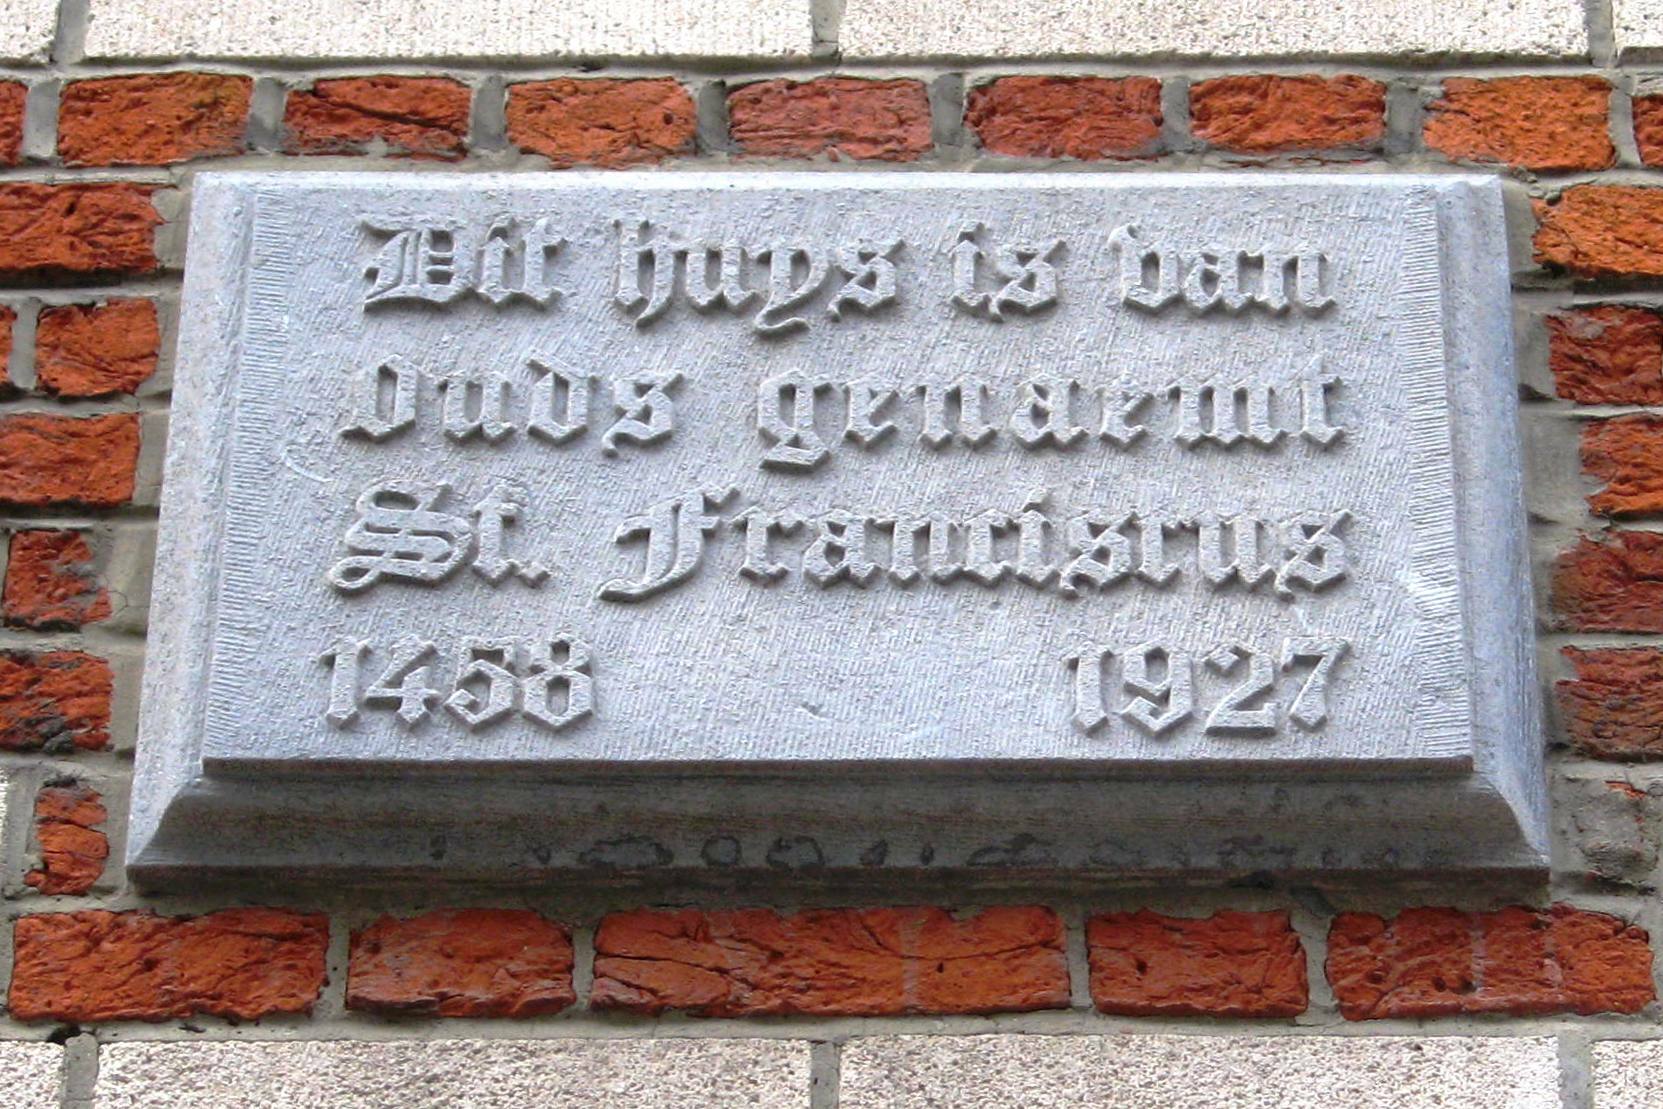 Dit huys is van
ouds genaemt
St. Franciscus
1458 1927